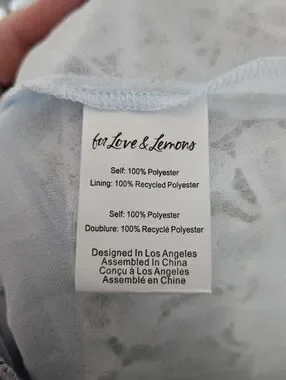 for Love & Lemons
Self: 100% Polyester
Lining: 100% Recycled Polyester
Self: 100% Polyester
Doublure: 100% Recyclé Polyester
Designed In Los Angeles
Assembled In China
Conçu à Los Angeles
Assemblé en Chine